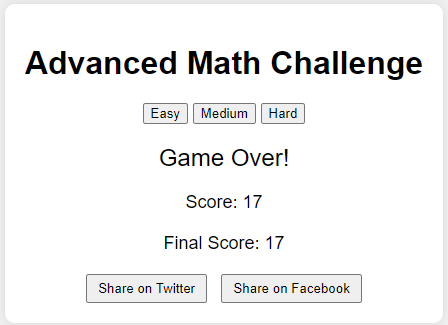 Advanced Math Challenge
Easy Medium Hard
Game Over!
Score: 17
Final Score: 17
Share on Twitter Share on Facebook